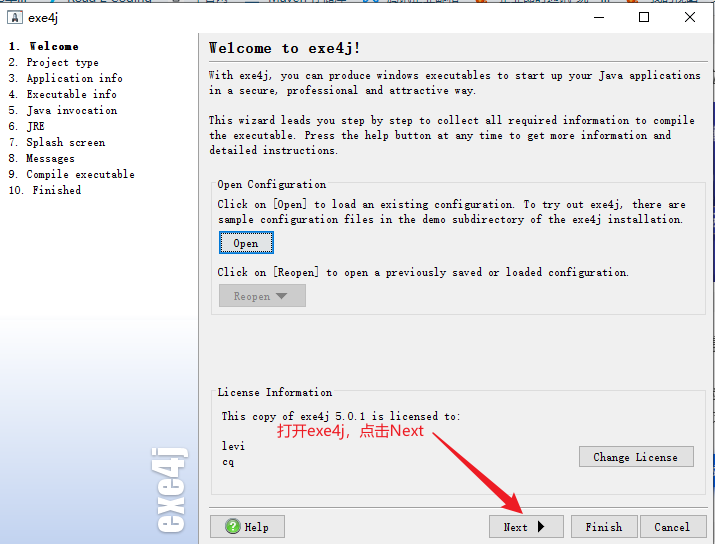 exe4j
1. Welcome
2. Project type
3. Application info
4. Executable info
5. Java invocation
6. JRE
7. Splash screen
8. Messages
9. Compile executable
10. Finished
Welcome to exe4j!
With exe4j, you can produce windows executables to start up your Java applications
in a secure, professional and attractive way.
This wizard leads you step by step to collect all required information to compile
the executable. Press the help button at any time to get more information and
detailed instructions.
Open Configuration
Click on [Open] to load an existing configuration. To try out exe4j, there are
sample configuration files in the demo subdirectory of the exe4j installation.
Open
Click on [Reopen] to open a previously saved or loaded configuration.
Reopen
License Information
This copy of exe4j 5.0.1 is licensed to:
打开exe4j，点击Next
levi
cq
Change License
exe4j
Help
Next
Finish
Cancel